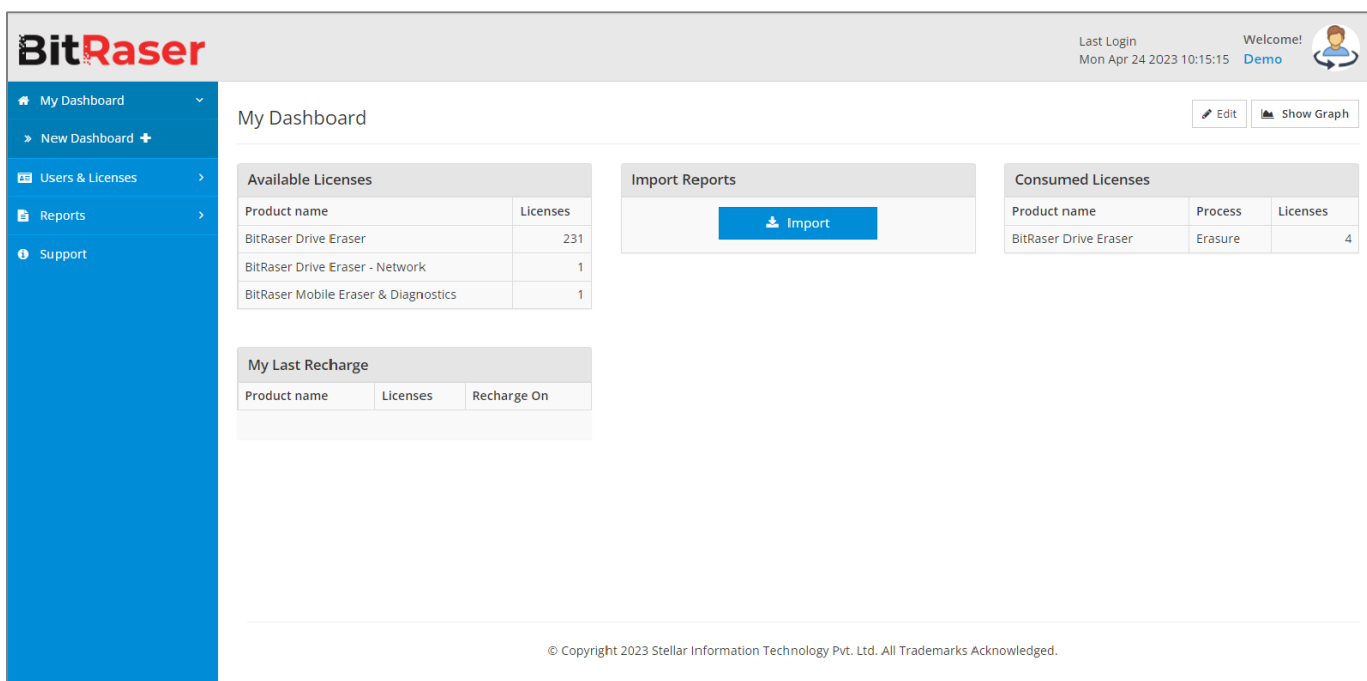 BitRaser
Last Login
Mon Apr 24 2023 10:15:15
Welcome!
Demo
My Dashboard
New Dashboard
Users & Licenses
Reports
Support
My Dashboard
Edit
Show Graph
Available Licenses
Product name Licenses
BitRaser Drive Eraser 231
BitRaser Drive Eraser - Network 1
BitRaser Mobile Eraser & Diagnostics 1
Import Reports
Import
Consumed Licenses
Product name Process Licenses
BitRaser Drive Eraser Erasure 4
My Last Recharge
Product name Licenses Recharge On
© Copyright 2023 Stellar Information Technology Pvt. Ltd. All Trademarks Acknowledged.